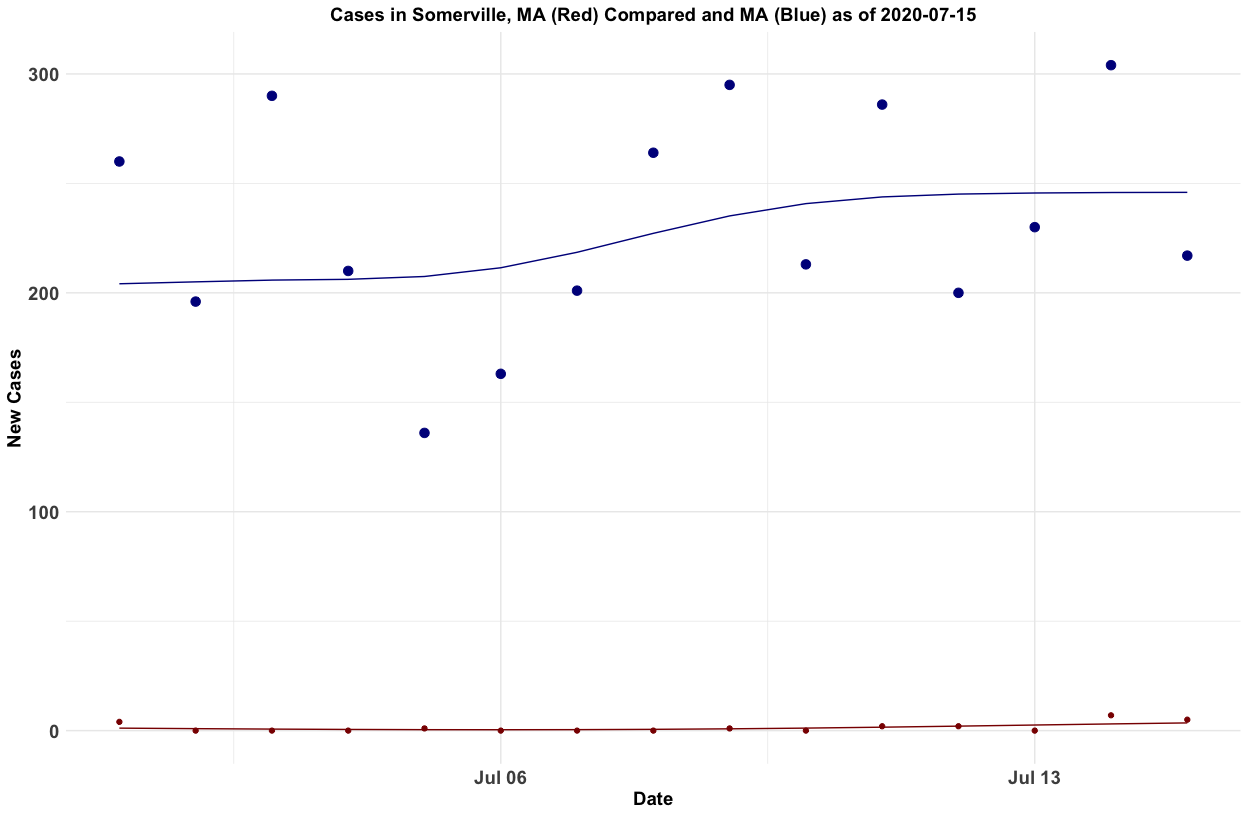 Cases in Somerville, MA (Red) Compared and MA (Blue) as of 2020-07-15
300
200
100
0
New Cases
Jul 06
Jul 13
Date